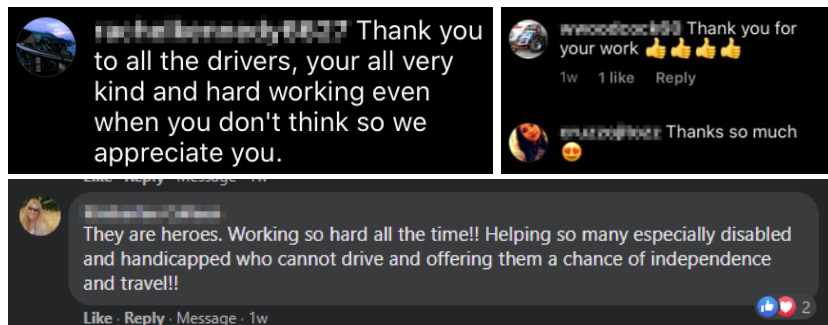 Thank you
to all the drivers, your all very
kind and hard working even
when you don't think so we
appreciate you.
Thank you for
your work 👍👍👍👍
1w 1 like Reply
Thanks so much
😍
Like · Reply · Message · 1w
They are heroes. Working so hard all the time!! Helping so many especially disabled
and handicapped who cannot drive and offering them a chance of independence
and travel!!
2
Like · Reply · Message · 1w